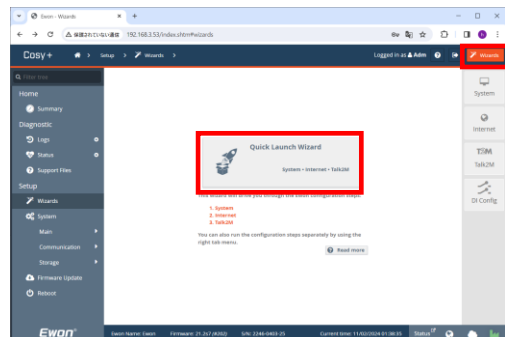 Ewon - Wizards
保護されていない通信 192.168.3.53/index.shtm#wizards
Cosy+ Setup > Wizards > Logged in as Adm Wizards
Filter tree
Home
Summary
Diagnostic
Logs
Status
Support Files
Setup
Wizards
System
Main
Communication
Storage
Firmware Update
Reboot
Ewon
Quick Launch Wizard
System • Internet • Talk2M
This wizard will drive you through the Ewon configuration steps:
1. System
2. Internet
3. Talk2M
You can also run the configuration steps separately by using the
right tab menu.
Read more
System
Internet
T2M
Talk2M
DI Config
Ewon Name: Ewon Firmware: 21.2s7 (#202) S/N: 2246-0403-25 Current time: 11/02/2024 01:38:35 Status